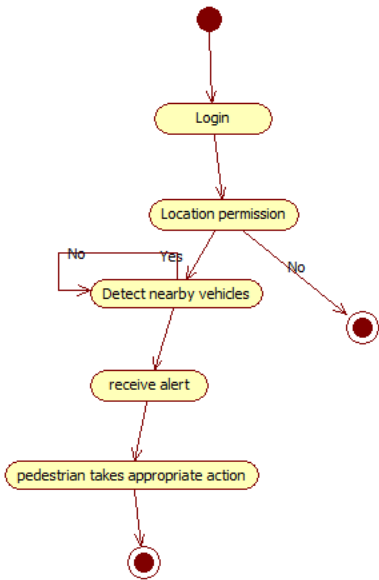 Login
Location permission
No
Yes
No
Detect nearby vehicles
receive alert
pedestrian takes appropriate action